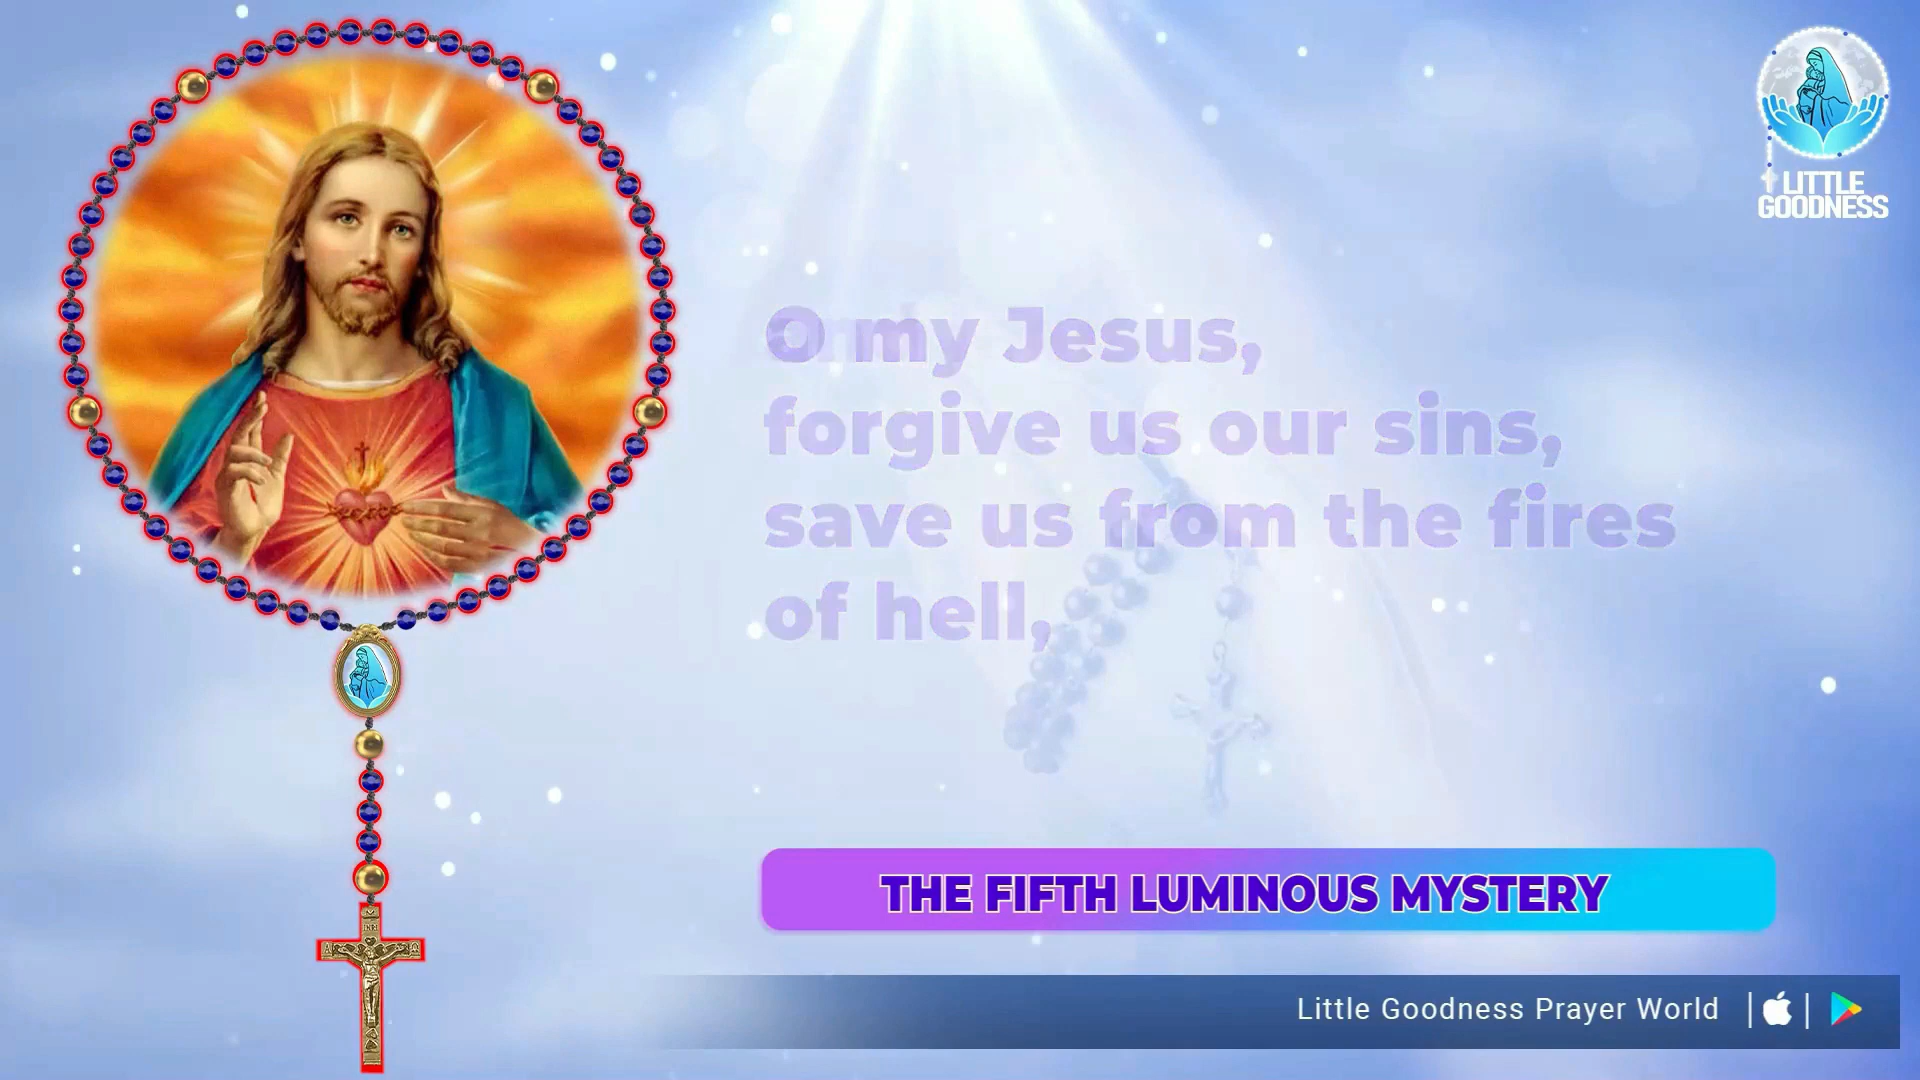 LITTLE
GOODNESS
O my Jesus,
forgive us our sins,
save us from the fires
of hell,
THE FIFTH LUMINOUS MYSTERY
Little Goodness Prayer World
INRI